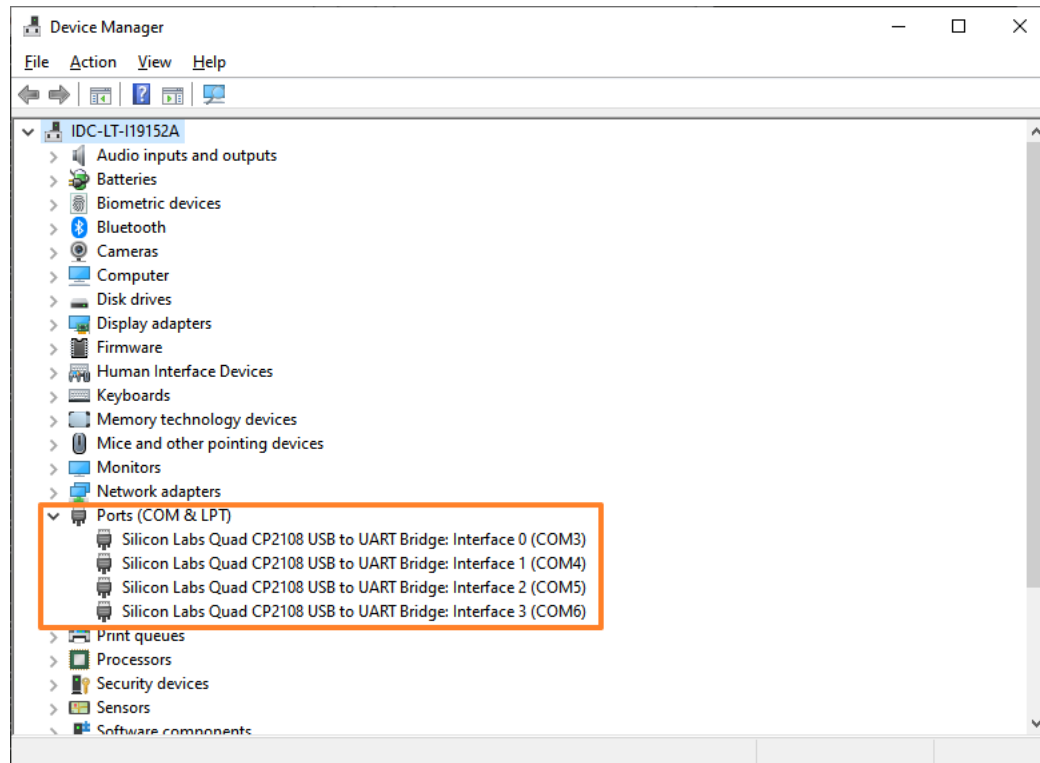 Device Manager
File Action View Help
IDC-LT-I19152A
Audio inputs and outputs
Batteries
Biometric devices
Bluetooth
Cameras
Computer
Disk drives
Display adapters
Firmware
Human Interface Devices
Keyboards
Memory technology devices
Mice and other pointing devices
Monitors
Network adapters
Ports (COM & LPT)
Silicon Labs Quad CP2108 USB to UART Bridge: Interface 0 (COM3)
Silicon Labs Quad CP2108 USB to UART Bridge: Interface 1 (COM4)
Silicon Labs Quad CP2108 USB to UART Bridge: Interface 2 (COM5)
Silicon Labs Quad CP2108 USB to UART Bridge: Interface 3 (COM6)
Print queues
Processors
Security devices
Sensors
Software components